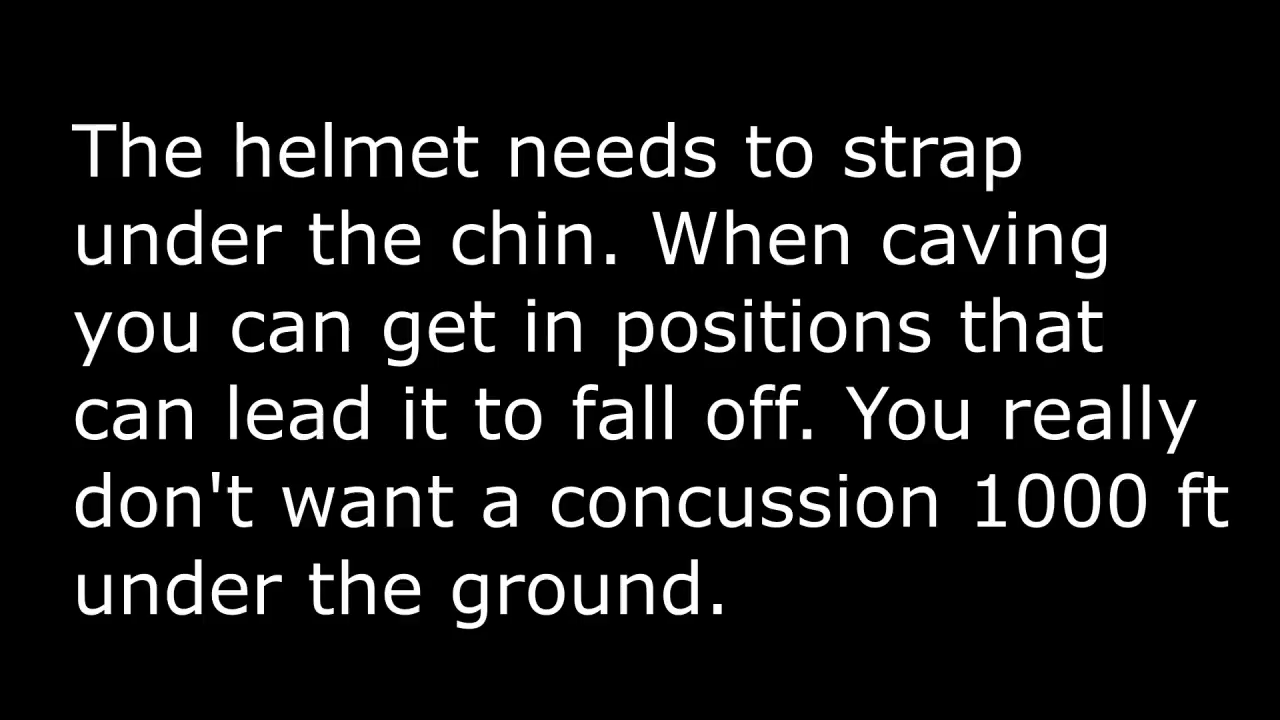 The helmet needs to strap
under the chin. When caving
you can get in positions that
can lead it to fall off. You really
don't want a concussion 1000 ft
under the ground.